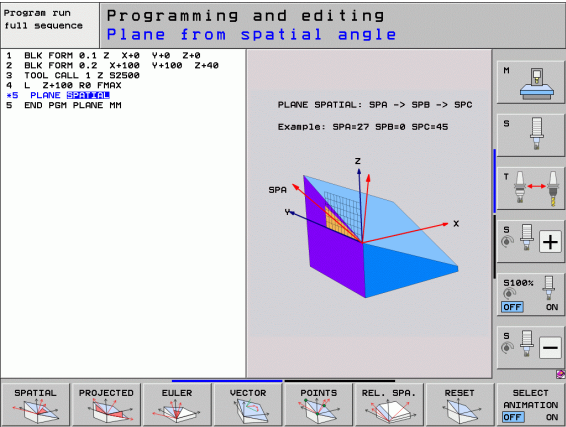 Program run
full sequence
Programming and editing
Plane from spatial angle
1 BLK FORM 0.1 Z X+0 Y+0 Z+0
2 BLK FORM 0.2 X+100 Y+100 Z+40
3 TOOL CALL 1 Z S2500
4 L Z+100 R0 FMAX
*5 PLANE SPATIAL
5 END PGM PLANE MM
PLANE SPATIAL: SPA -> SPB -> SPC
Example: SPA=27 SPB=0 SPC=45
Z
SPA
Y
X
M
S
T
S
S100%
OFF ON
S
SPATIAL
PROJECTED
EULER
VECTOR
POINTS
REL. SPA.
RESET
SELECT
ANIMATION
OFF ON